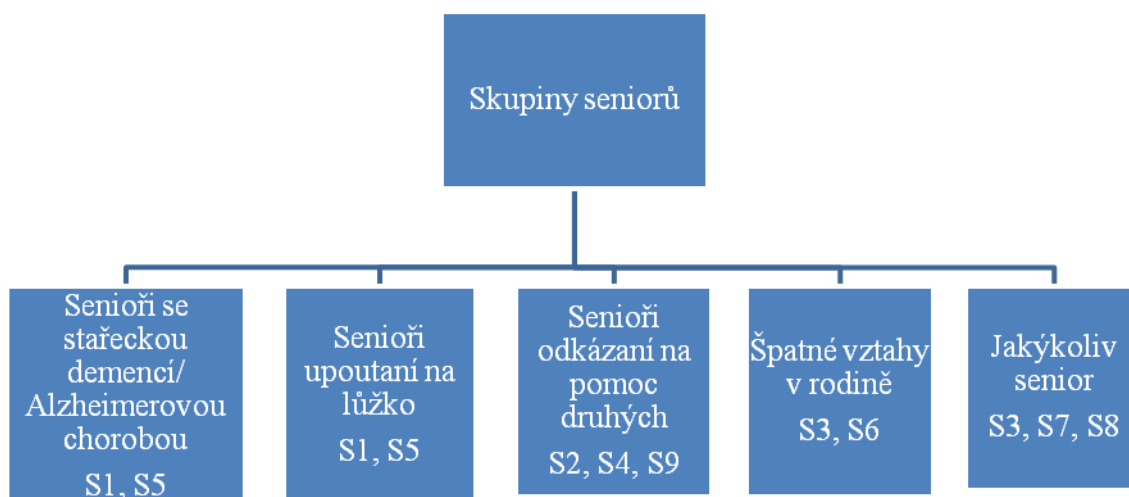 Skupiny seniorů
Senioři se
stařeckou
demencí/
Alzheimerovou
chorobou
S1, S5
Senioři
upoutaní na
lůžko
S1, S5
Senioři
odkázaní na
pomoc
druhých
S2, S4, S9
Špatné vztahy
v rodině
S3, S6
Jakýkoliv
senior
S3, S7, S8